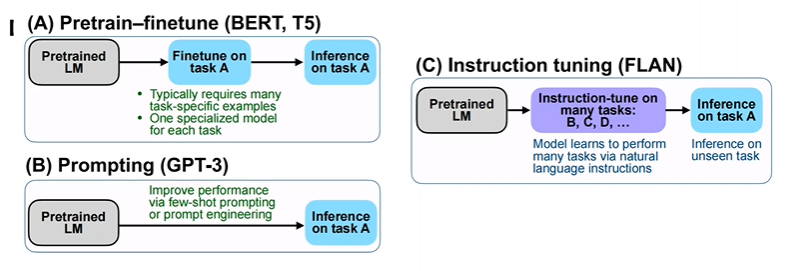 (A) Pretrain–finetune (BERT, T5)
Pretrained
LM
Finetune on
task A
Inference
on task A
• Typically requires many
task-specific examples
• One specialized model
for each task
(B) Prompting (GPT-3)
Pretrained
LM
Improve performance
via few-shot prompting
or prompt engineering
Inference
on task A
(C) Instruction tuning (FLAN)
Pretrained
LM
Instruction-tune on
many tasks:
B, C, D, ...
Inference
on task A
Model learns to perform
many tasks via natural
language instructions
Inference on
unseen task